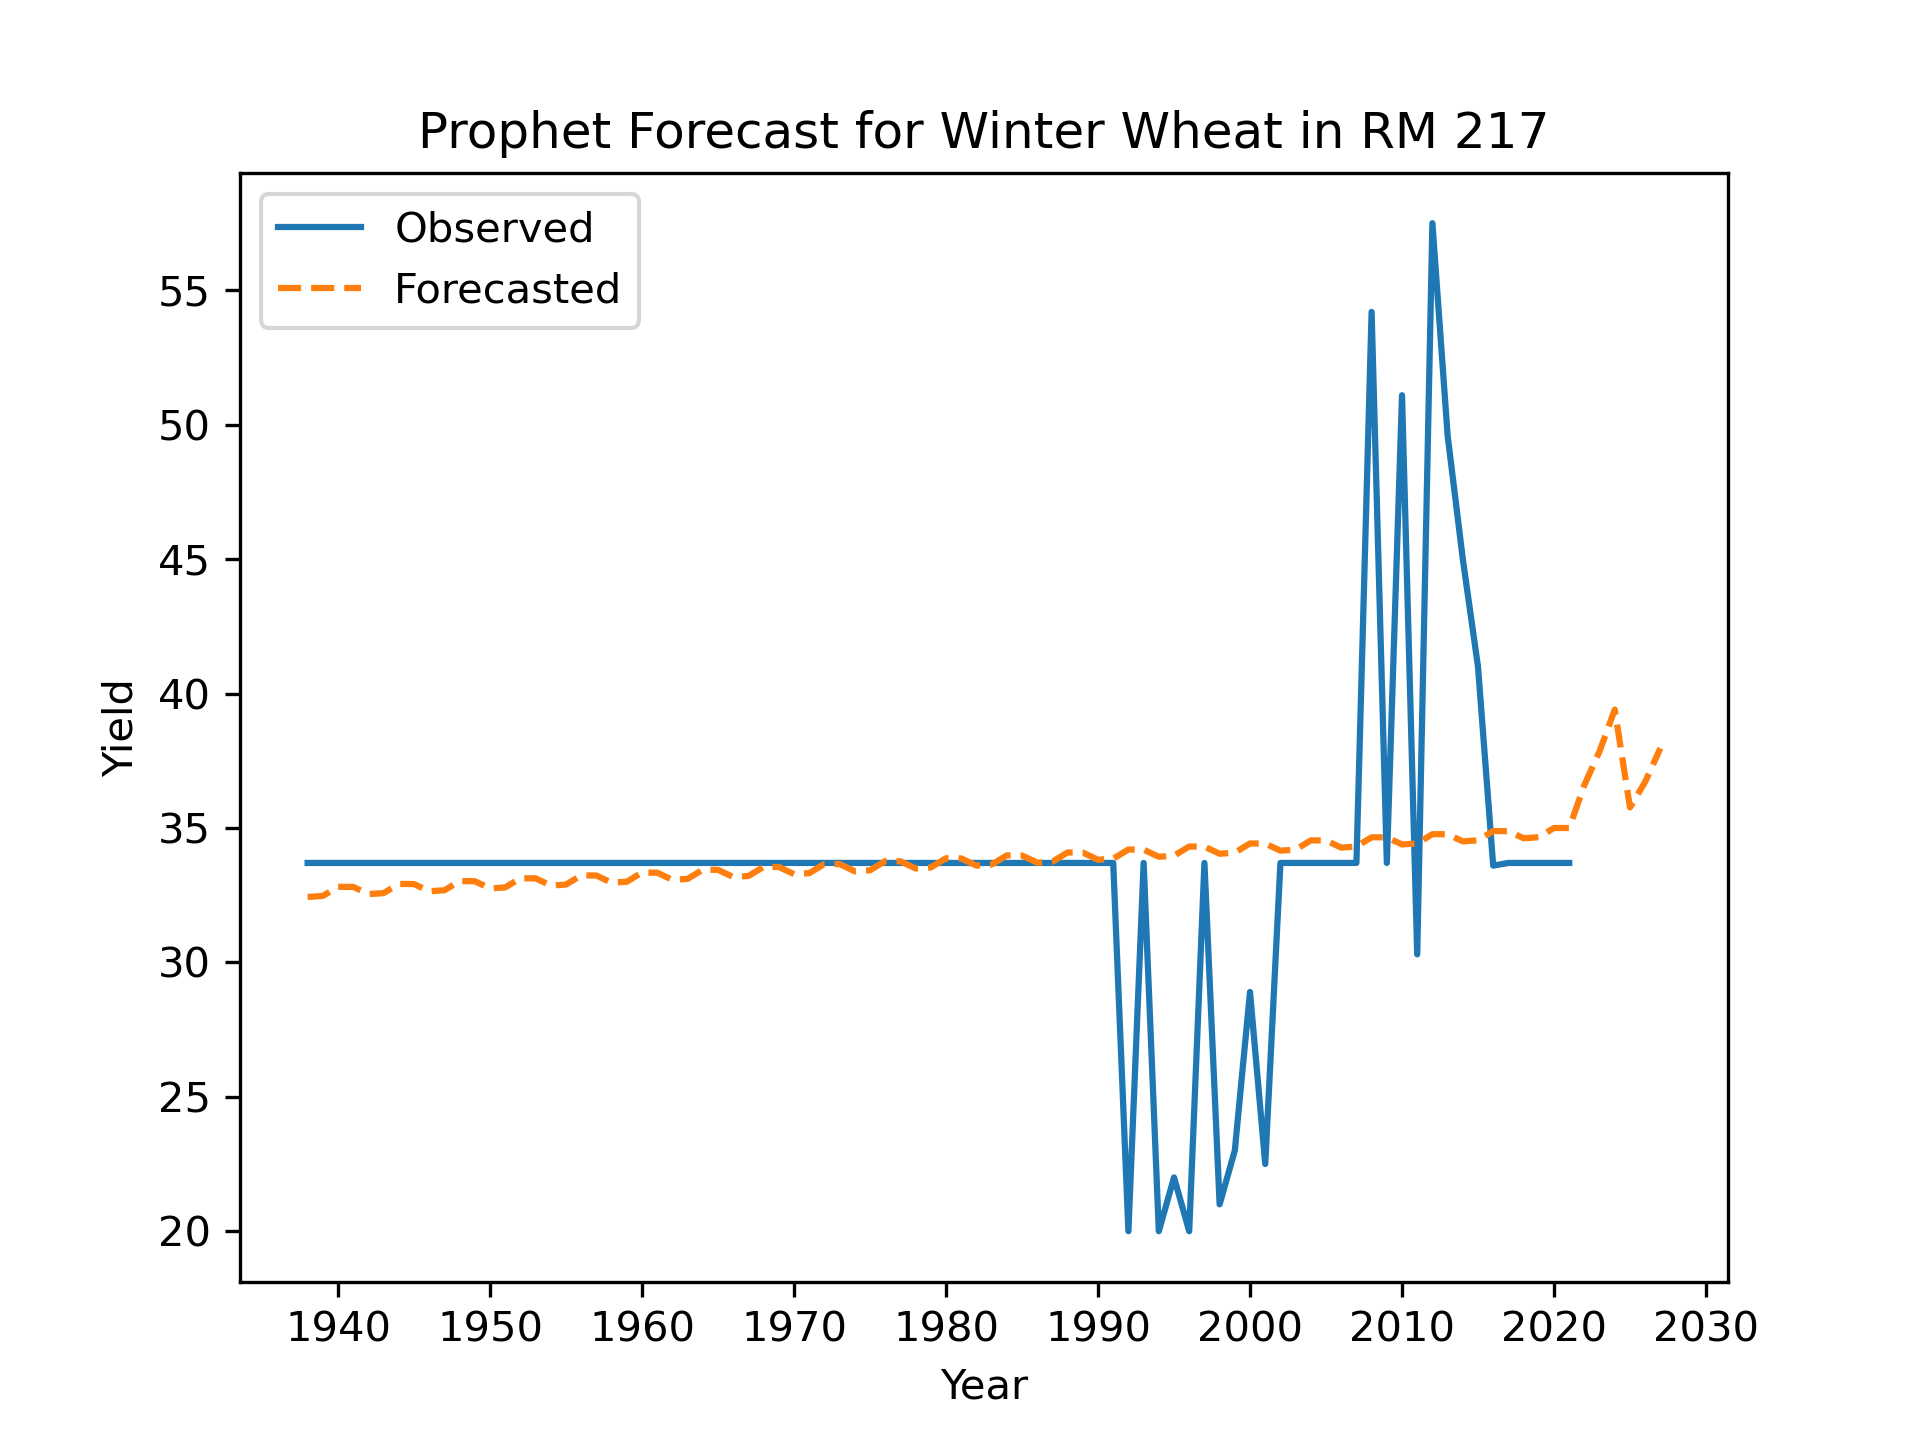 Prophet Forecast for Winter Wheat in RM 217
Observed
Forecasted
55
50
45
40
35
30
25
20
Yield
1940 1950 1960 1970 1980 1990 2000 2010 2020 2030
Year